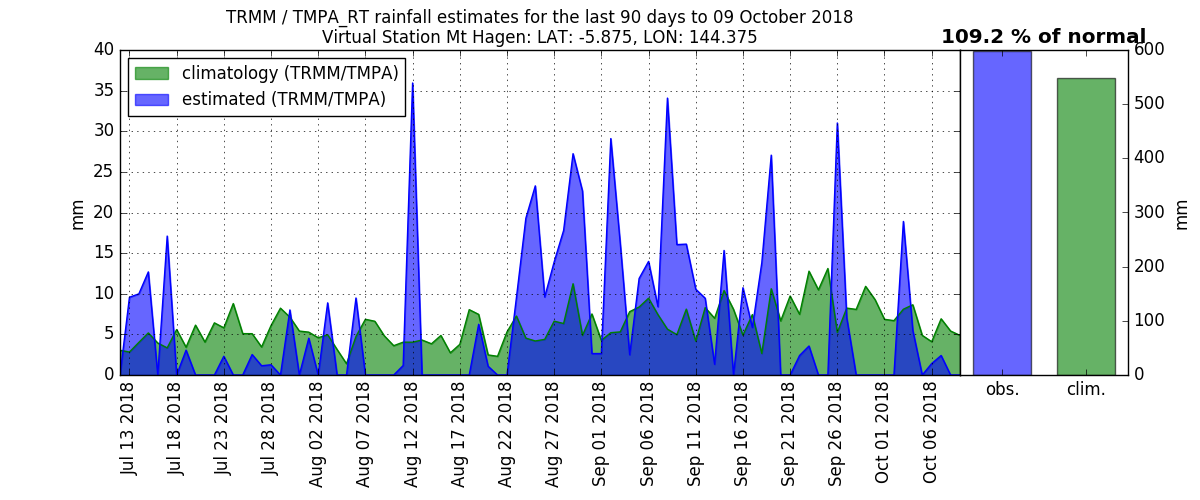 TRMM / TMPA_RT rainfall estimates for the last 90 days to 09 October 2018
Virtual Station Mt Hagen: LAT: -5.875, LON: 144.375
109.2 % of normal
climatology (TRMM/TMPA)
estimated (TRMM/TMPA)
40
35
30
25
20
15
10
5
0
mm
Jul 13 2018
Jul 18 2018
Jul 23 2018
Jul 28 2018
Aug 02 2018
Aug 07 2018
Aug 12 2018
Aug 17 2018
Aug 22 2018
Aug 27 2018
Sep 01 2018
Sep 06 2018
Sep 11 2018
Sep 16 2018
Sep 21 2018
Sep 26 2018
Oct 01 2018
Oct 06 2018
obs.
clim.
600
500
400
300
200
100
0
mm